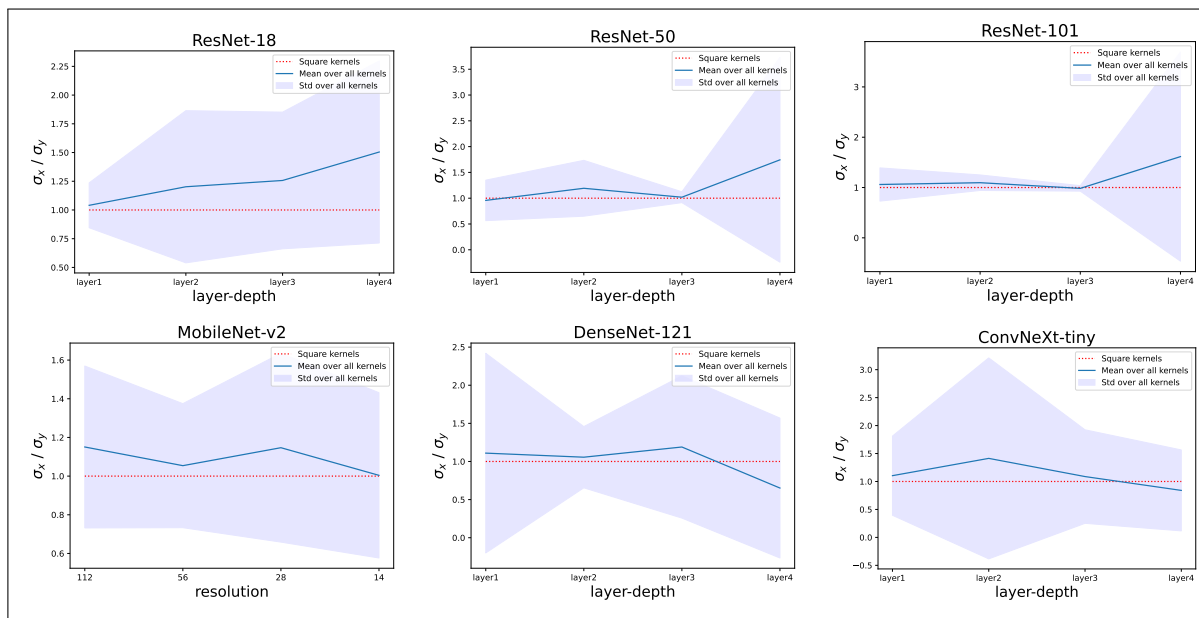 ResNet-18
σx / σy
2.25
2.00
1.75
1.50
1.25
1.00
0.75
0.50
Square kernels
Mean over all kernels
Std over all kernels
layer1 layer2 layer3 layer4
layer-depth
ResNet-50
σx / σy
3.5
3.0
2.5
2.0
1.5
1.0
0.5
0.0
Square kernels
Mean over all kernels
Std over all kernels
layer1 layer2 layer3 layer4
layer-depth
ResNet-101
σx / σy
3
2
1
0
Square kernels
Mean over all kernels
Std over all kernels
layer1 layer2 layer3 layer4
layer-depth
MobileNet-v2
σx / σy
1.6
1.4
1.2
1.0
0.8
0.6
Square kernels
Mean over all kernels
Std over all kernels
112 56 28 14
resolution
DenseNet-121
σx / σy
2.5
2.0
1.5
1.0
0.5
0.0
Square kernels
Mean over all kernels
Std over all kernels
layer1 layer2 layer3 layer4
layer-depth
ConvNeXt-tiny
σx / σy
3.0
2.5
2.0
1.5
1.0
0.5
0.0
−0.5
Square kernels
Mean over all kernels
Std over all kernels
layer1 layer2 layer3 layer4
layer-depth